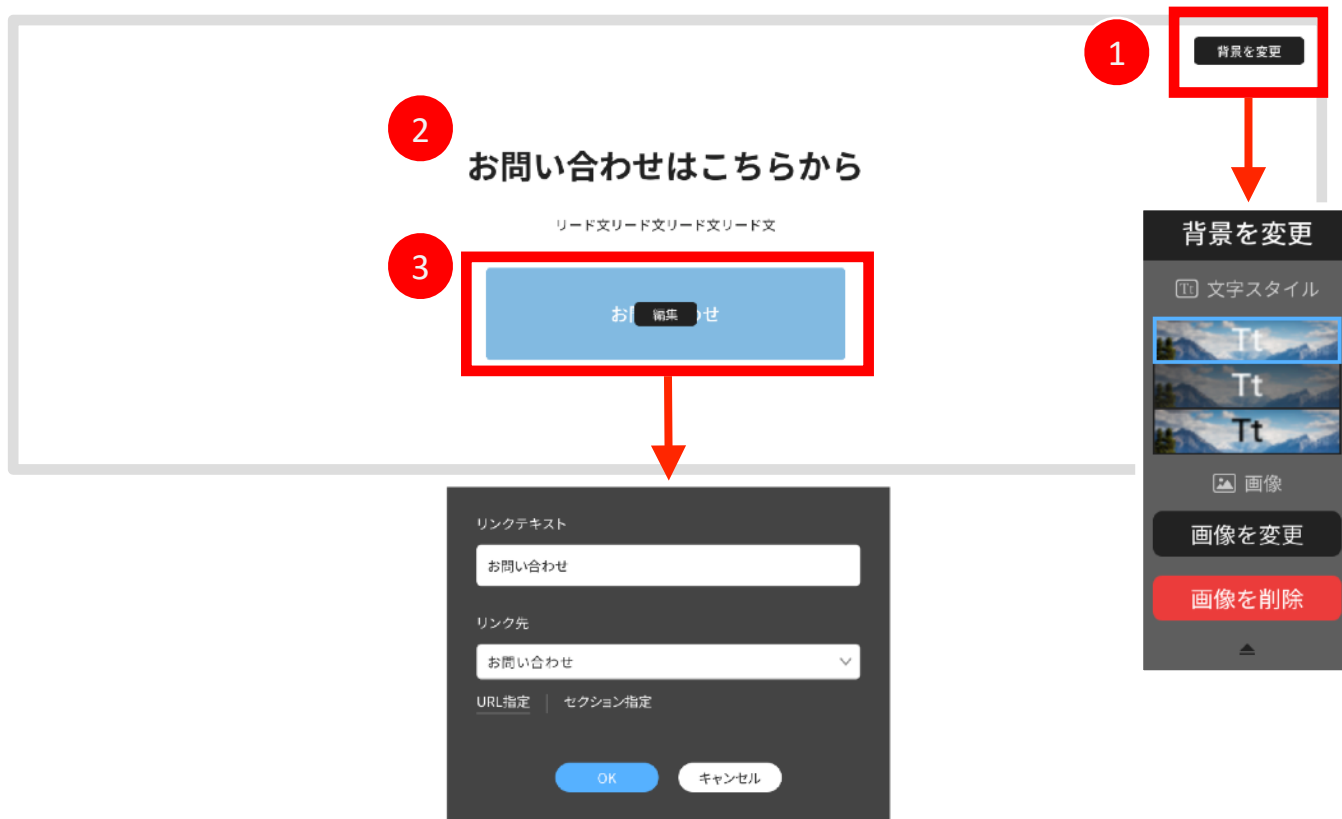 1
背景を変更
2
お問い合わせはこちらから
リード文リード文リード文リード文
3
お
編集
せ
背景を変更
Tt 文字スタイル
Tt
Tt
Tt
画像
画像を変更
画像を削除
リンクテキスト
お問い合わせ
リンク先
お問い合わせ
URL指定 セクション指定
OK キャンセル